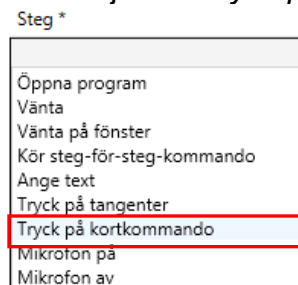 Steg *
Öppna program
Vänta
Vänta på fönster
Kör steg-för-steg-kommando
Ange text
Tryck på tangenter
Tryck på kortkommando
Mikrofon på
Mikrofon av